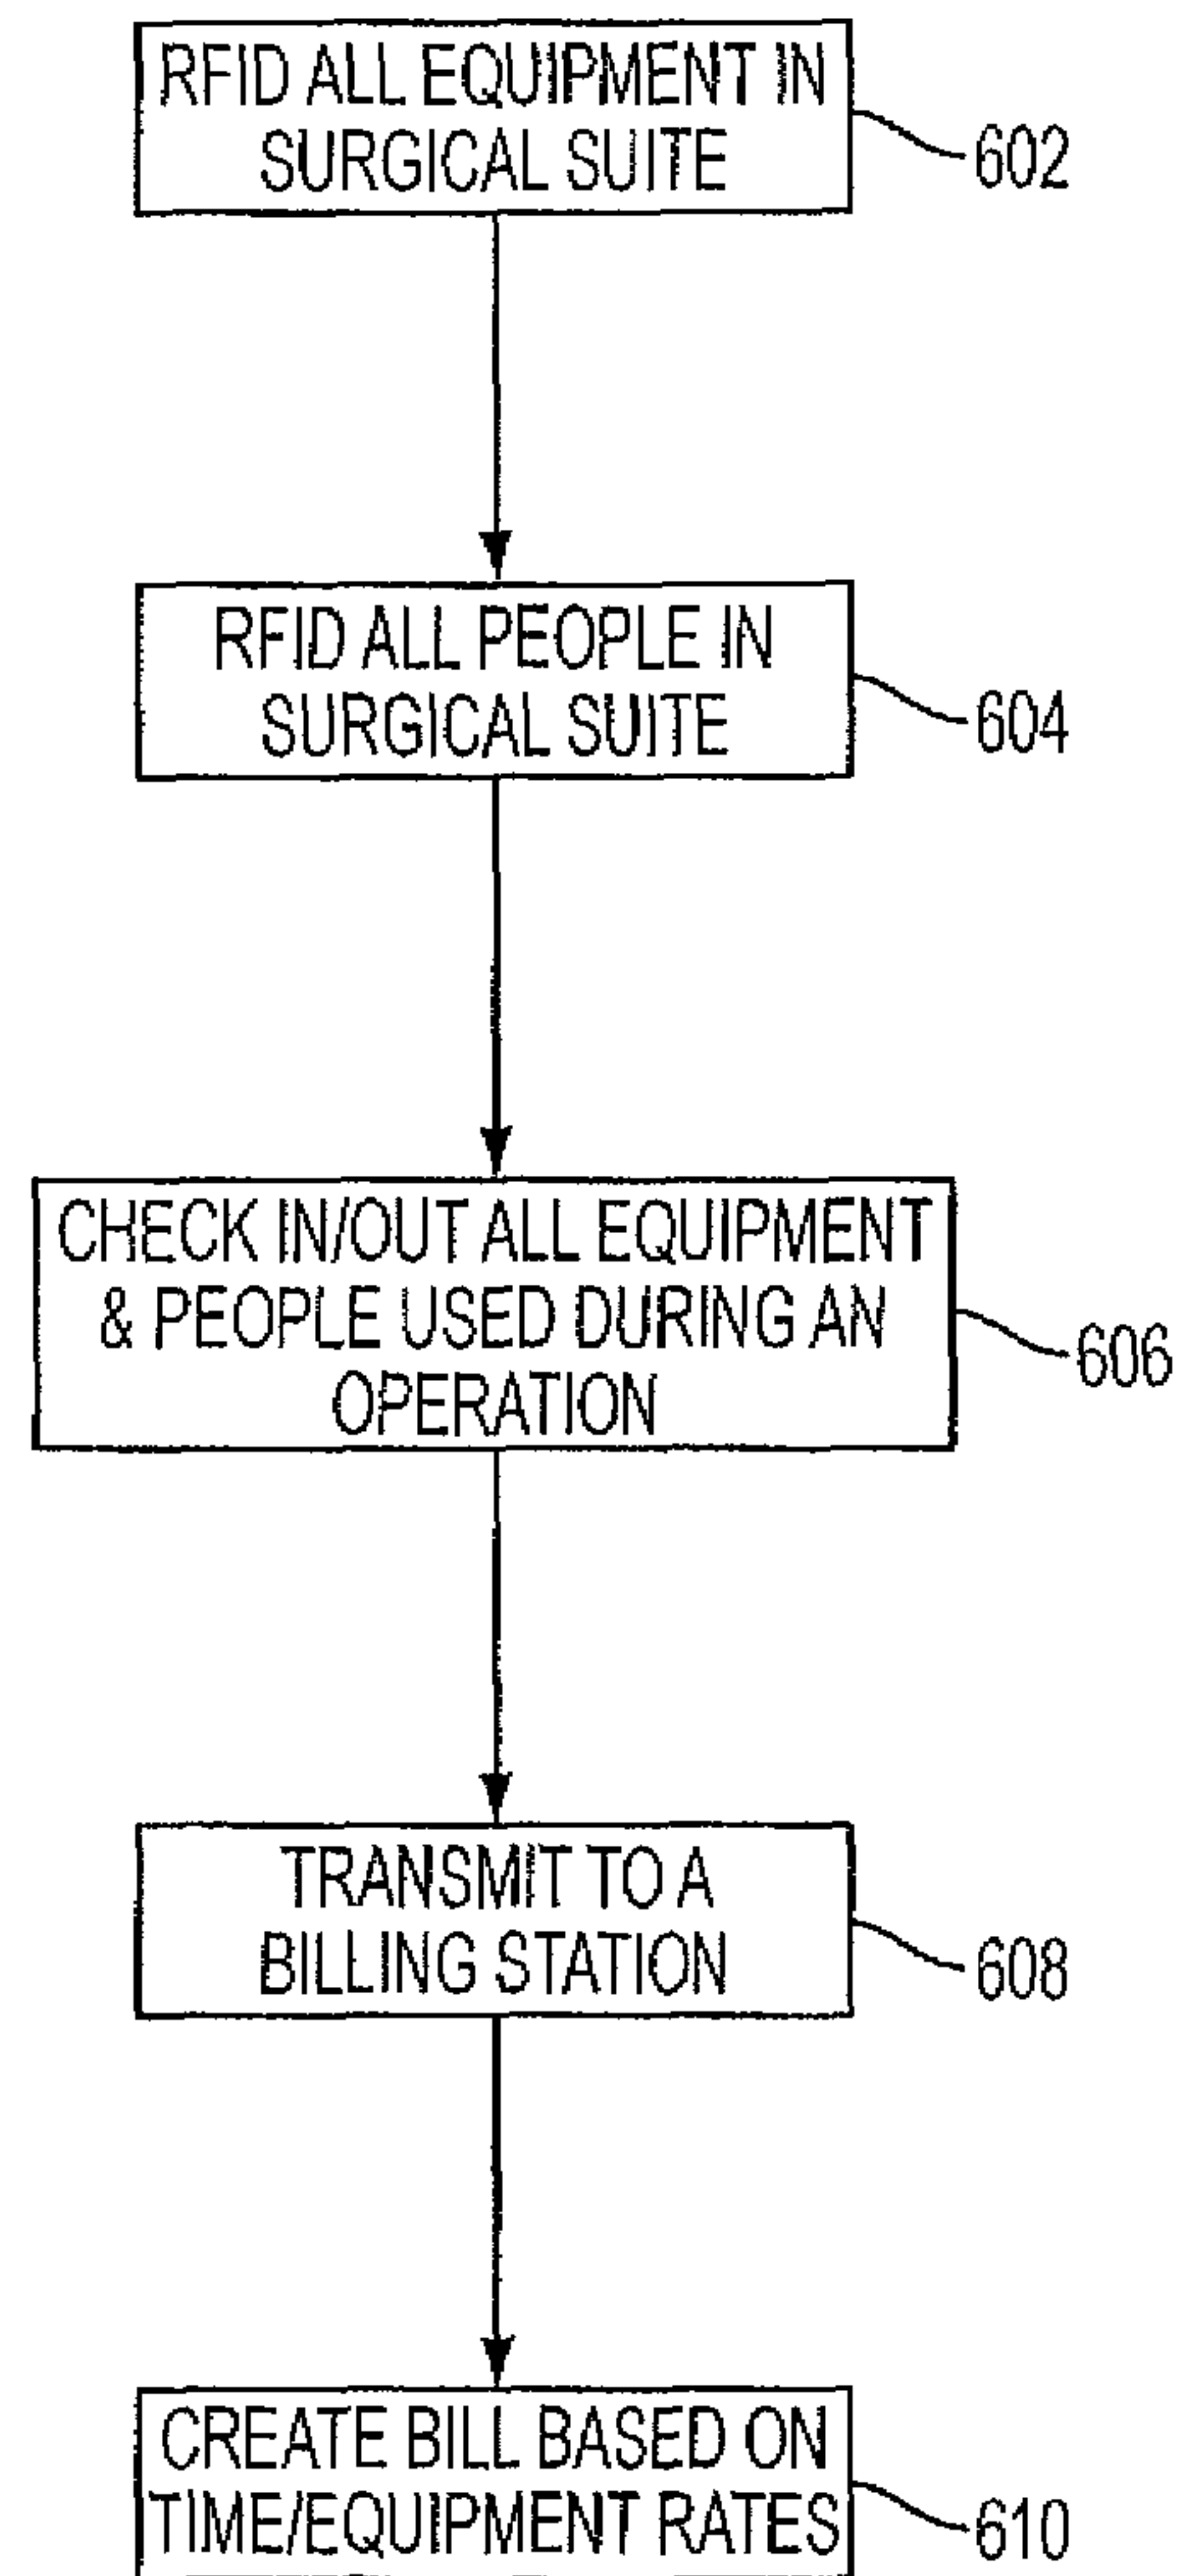 RFID ALL EQUIPMENT IN
SURGICAL SUITE
602
RFID ALL PEOPLE IN
SURGICAL SUITE
604
CHECK IN/OUT ALL EQUIPMENT
& PEOPLE USED DURING AN
OPERATION
606
TRANSMIT TO A
BILLING STATION
608
CREATE BILL BASED ON
TIME/EQUIPMENT RATES
610